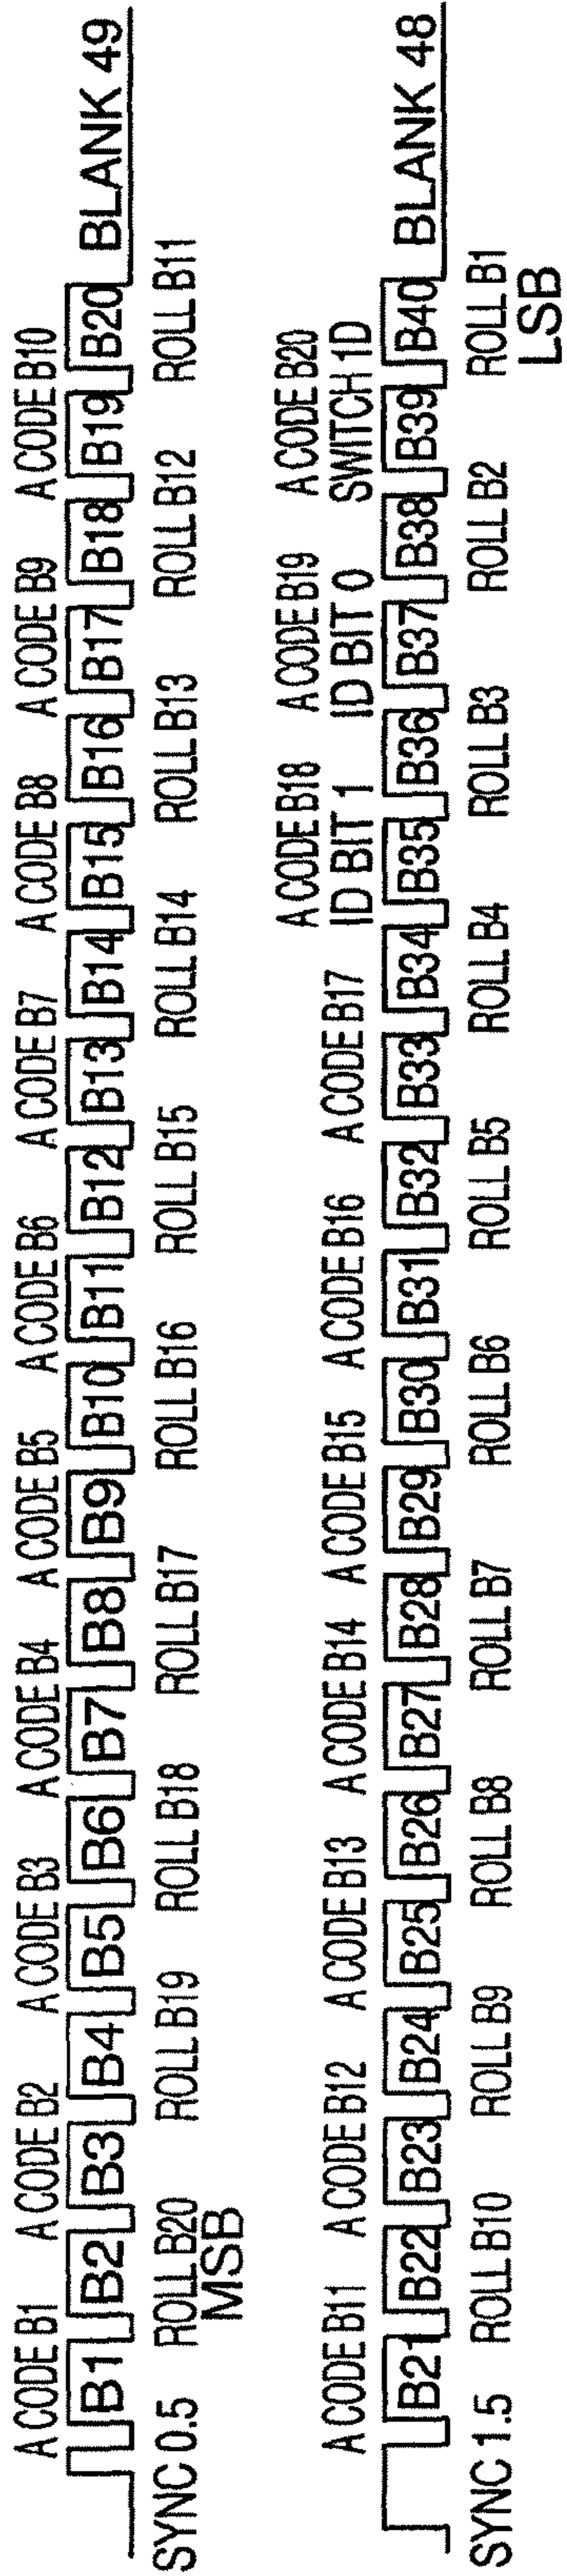 A CODE B1 A CODE B2 A CODE B3 A CODE B4 A CODE B5 A CODE B6 A CODE B7 A CODE B8 A CODE B9 A CODE B10
B1 B2 B3 B4 B5 B6 B7 B8 B9 B10 B11 B12 B13 B14 B15 B16 B17 B18 B19 B20 BLANK 49
SYNC 0.5 ROLL B20 ROLL B19 ROLL B18 ROLL B17 ROLL B16 ROLL B15 ROLL B14 ROLL B13 ROLL B12 ROLL B11
MSB
A CODE B18 A CODE B19 A CODE B20
A CODE B11 A CODE B12 A CODE B13 A CODE B14 A CODE B15 A CODE B16 A CODE B17 ID BIT 1 ID BIT 0 SWITCH 1D
B21 B22 B23 B24 B25 B26 B27 B28 B29 B30 B31 B32 B33 B34 B35 B36 B37 B38 B39 B40 BLANK 48
SYNC 1.5 ROLL B10 ROLL B9 ROLL B8 ROLL B7 ROLL B6 ROLL B5 ROLL B4 ROLL B3 ROLL B2 ROLL B1
LSB